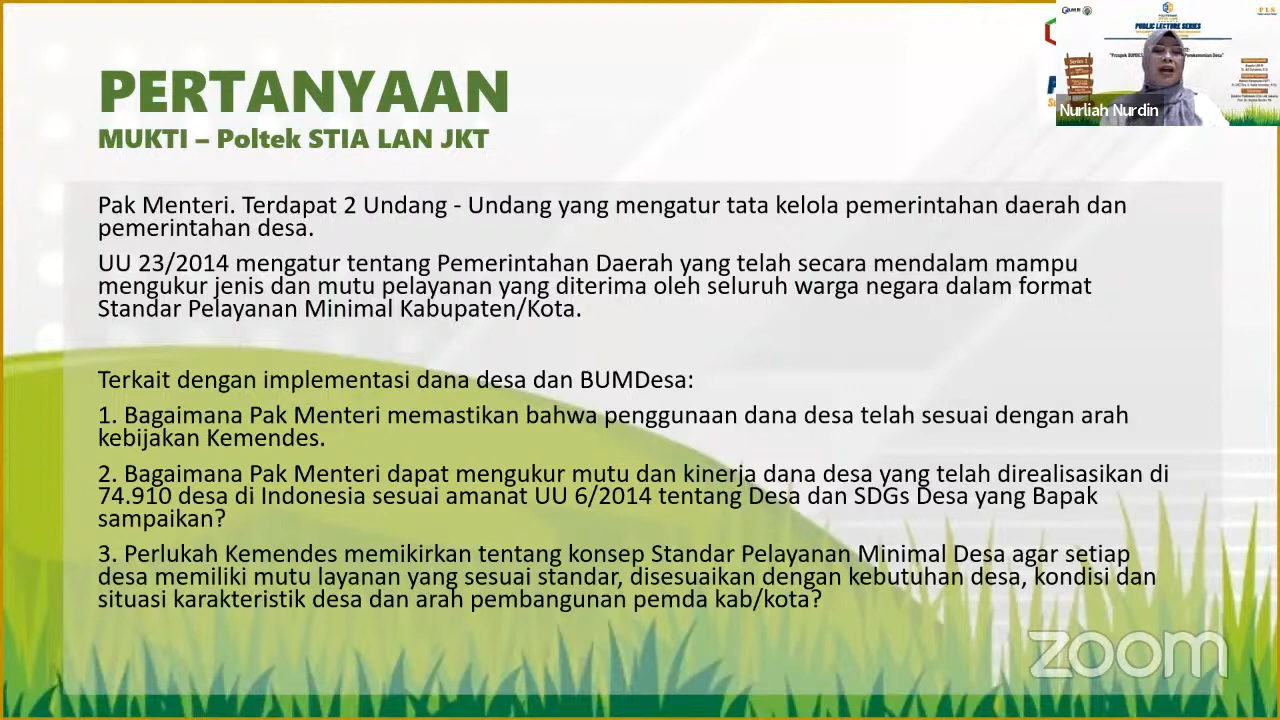 PERTANYAAN
MUKTI – Poltek STIA LAN JKT
PUBLIC LECTURE SERIES
Nurliah Nurdin
Pak Menteri. Terdapat 2 Undang - Undang yang mengatur tata kelola pemerintahan daerah dan
pemerintahan desa.
UU 23/2014 mengatur tentang Pemerintahan Daerah yang telah secara mendalam mampu
mengukur jenis dan mutu pelayanan yang diterima oleh seluruh warga negara dalam format
Standar Pelayanan Minimal Kabupaten/Kota.
Terkait dengan implementasi dana desa dan BUMDesa:
1. Bagaimana Pak Menteri memastikan bahwa penggunaan dana desa telah sesuai dengan arah
kebijakan Kemendes.
2. Bagaimana Pak Menteri dapat mengukur mutu dan kinerja dana desa yang telah direalisasikan di
74.910 desa di Indonesia sesuai amanat UU 6/2014 tentang Desa dan SDGs Desa yang Bapak
sampaikan?
3. Perlukah Kemendes memikirkan tentang konsep Standar Pelayanan Minimal Desa agar setiap
desa memiliki mutu layanan yang sesuai standar, disesuaikan dengan kebutuhan desa, kondisi dan
situasi karakteristik desa dan arah pembangunan pemda kab/kota?
zoom